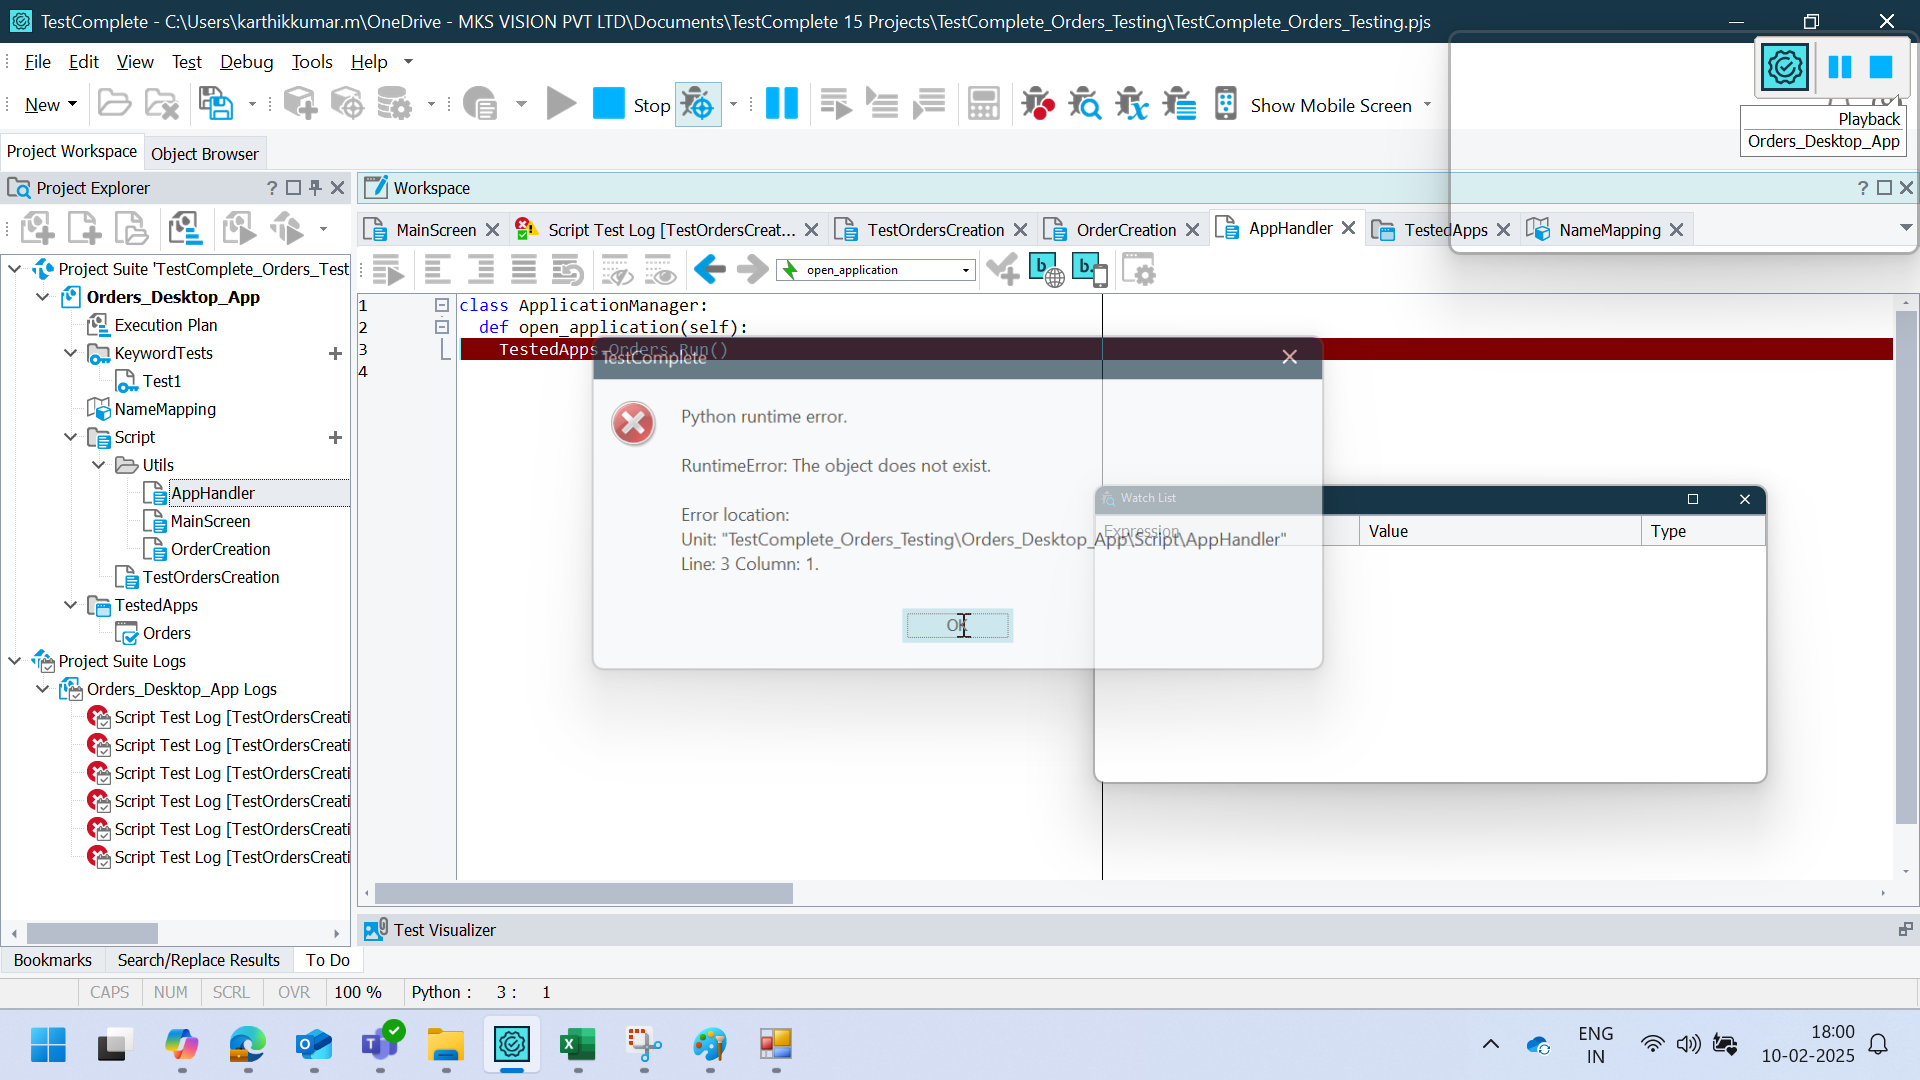 TestComplete - C:\Users\karthikkumar.m\OneDrive - MKS VISION PVT LTD\Documents\TestComplete 15 Projects\TestComplete_Orders_Testing\TestComplete_Orders_Testing.pjs
File Edit View Test Debug Tools Help
New
Stop
Show Mobile Screen
Playback
Orders_Desktop_App
Project Workspace Object Browser
Project Explorer
Workspace
MainScreen
Script Test Log [TestOrdersCreat...
TestOrdersCreation
OrderCreation
AppHandler
TestedApps
NameMapping
open_application
Project Suite 'TestComplete_Orders_Test
Orders_Desktop_App
Execution Plan
KeywordTests
Test1
NameMapping
Script
Utils
AppHandler
MainScreen
OrderCreation
TestOrdersCreation
TestedApps
Orders
Project Suite Logs
Orders_Desktop_App Logs
Script Test Log [TestOrdersCreati
Script Test Log [TestOrdersCreati
Script Test Log [TestOrdersCreati
Script Test Log [TestOrdersCreati
Script Test Log [TestOrdersCreati
Script Test Log [TestOrdersCreati
1 class ApplicationManager:
2 def open_application(self):
3 TestedApps.Orders.Run()
4
TestComplete
Python runtime error.
RuntimeError: The object does not exist.
Error location:
Unit: "TestComplete_Orders_Testing\Orders_Desktop_App\Script\AppHandler"
Line: 3 Column: 1.
OK
Watch List
Expression Value Type
Test Visualizer
Bookmarks Search/Replace Results To Do
CAPS NUM SCRL OVR 100 % Python : 3 : 1
ENG
IN
18:00
10-02-2025